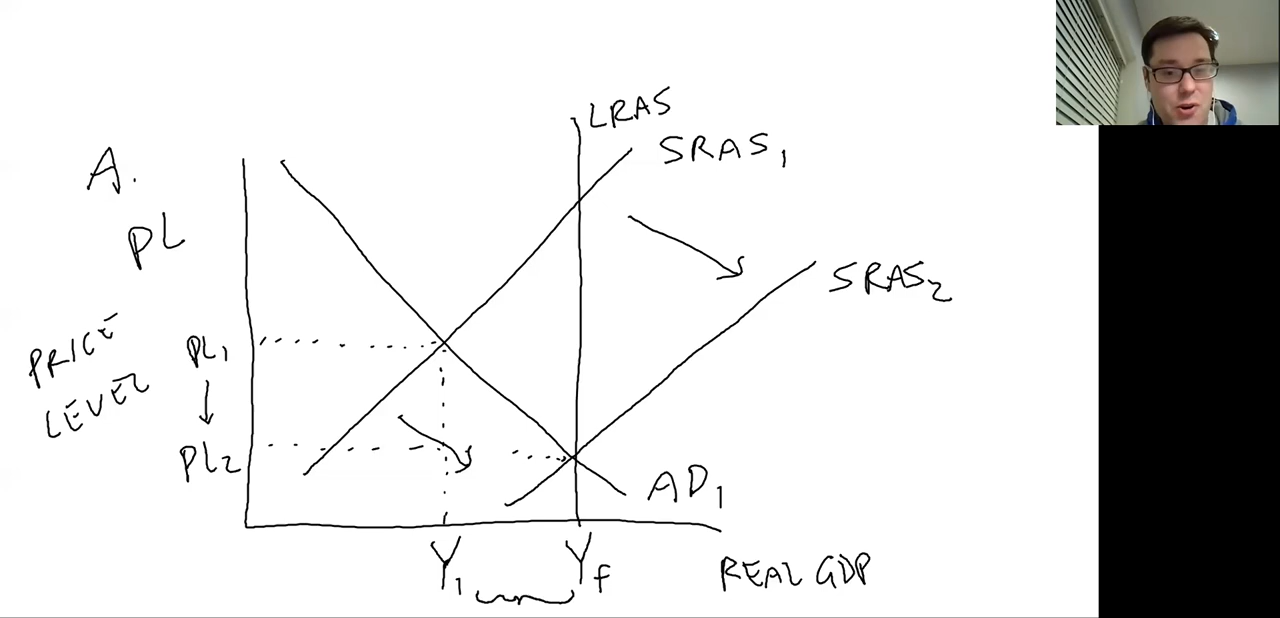 A.
PL
PRICE
LEVEL
PL1
PL2
LRAS
SRAS1
SRAS2
AD1
Y1
Yf
REAL GDP